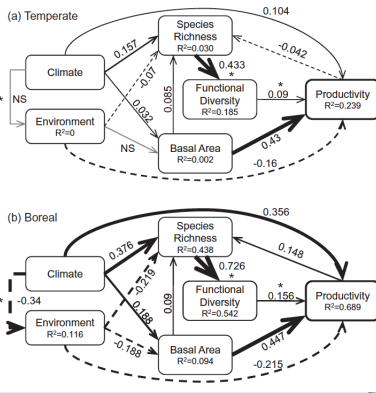 (a) Temperate
0.104
Species
Richness
R²=0.030
0.157
-0.042
Climate
-0.07
0.433
*
Functional
Diversity
R²=0.185
*
0.09
Productivity
R²=0.239
*
NS
0.032
0.085
Environment
R²=0
NS
Basal Area
R²=0.002
0.43
-0.16
(b) Boreal
0.356
Species
Richness
R²=0.438
0.376
0.148
Climate
-0.219
0.726
*
Functional
Diversity
R²=0.542
*
0.156
Productivity
R²=0.689
*
-0.34
0.188
0.09
Environment
R²=0.116
-0.188
Basal Area
R²=0.094
0.447
-0.215